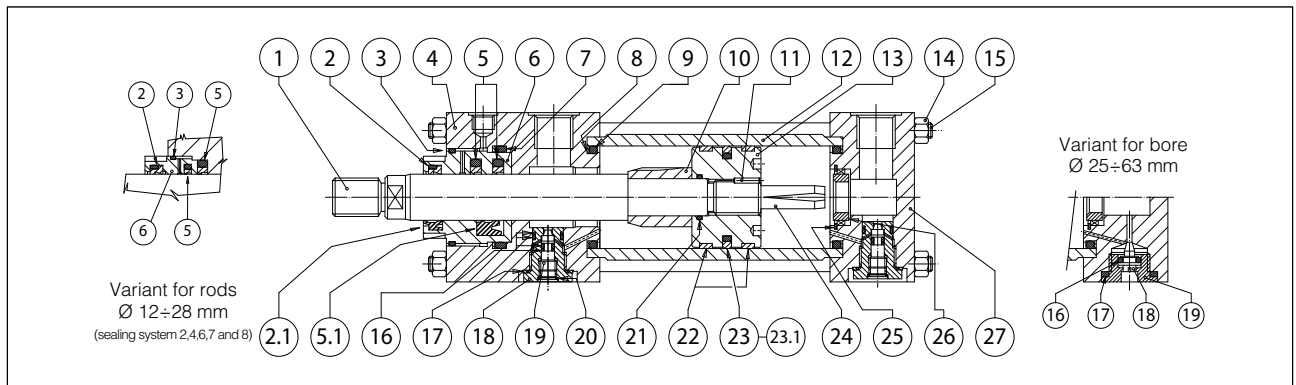 1 2 3 4 5 6 7 8 9 10 11 12 13 14 15
2 3 5
6 5
Variant for rods
Ø 12÷28 mm
(sealing system 2,4,6,7 and 8)
Variant for bore
Ø 25÷63 mm
16 17 18 19
2.1 5.1 16 17 18 19 20 21 22 23 23.1 24 25 26 27